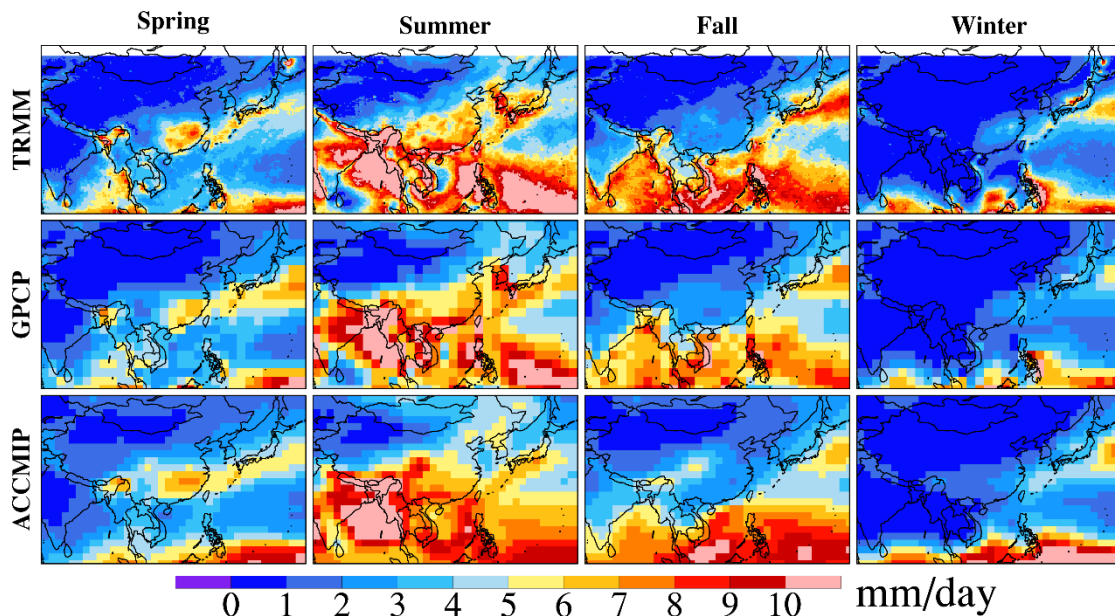 Spring Summer Fall Winter
TRMM
GPCP
ACCMIP
0 1 2 3 4 5 6 7 8 9 10 mm/day